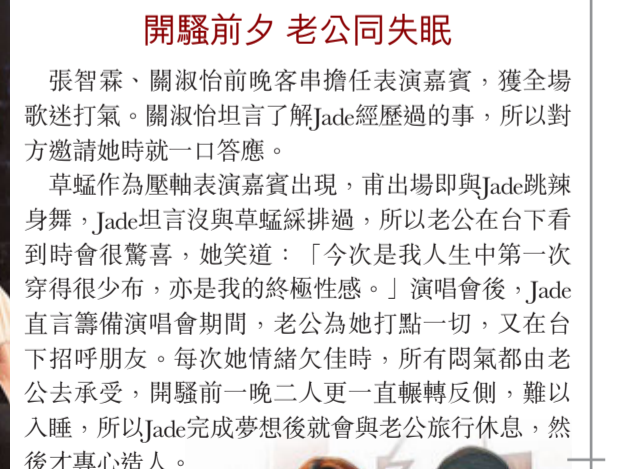 開騷前夕 老公同失眠
張智霖、關淑怡前晚客串擔任表演嘉賓，獲全場
歌迷打氣。關淑怡坦言了解Jade經歷過的事，所以對
方邀請她時就一口答應。
草蜢作為壓軸表演嘉賓出現，甫出場即與Jade跳辣
身舞，Jade坦言沒與草蜢綵排過，所以老公在台下看
到時會很驚喜，她笑道：「今次是我人生中第一次
穿得很少布，亦是我的終極性感。」演唱會後，Jade
直言籌備演唱會期間，老公為她打點一切，又在台
下招呼朋友。每次她情緒欠佳時，所有悶氣都由老
公去承受，開騷前一晚二人更一直輾轉反側，難以
入睡，所以Jade完成夢想後就會與老公旅行休息，然
後才專心造人。